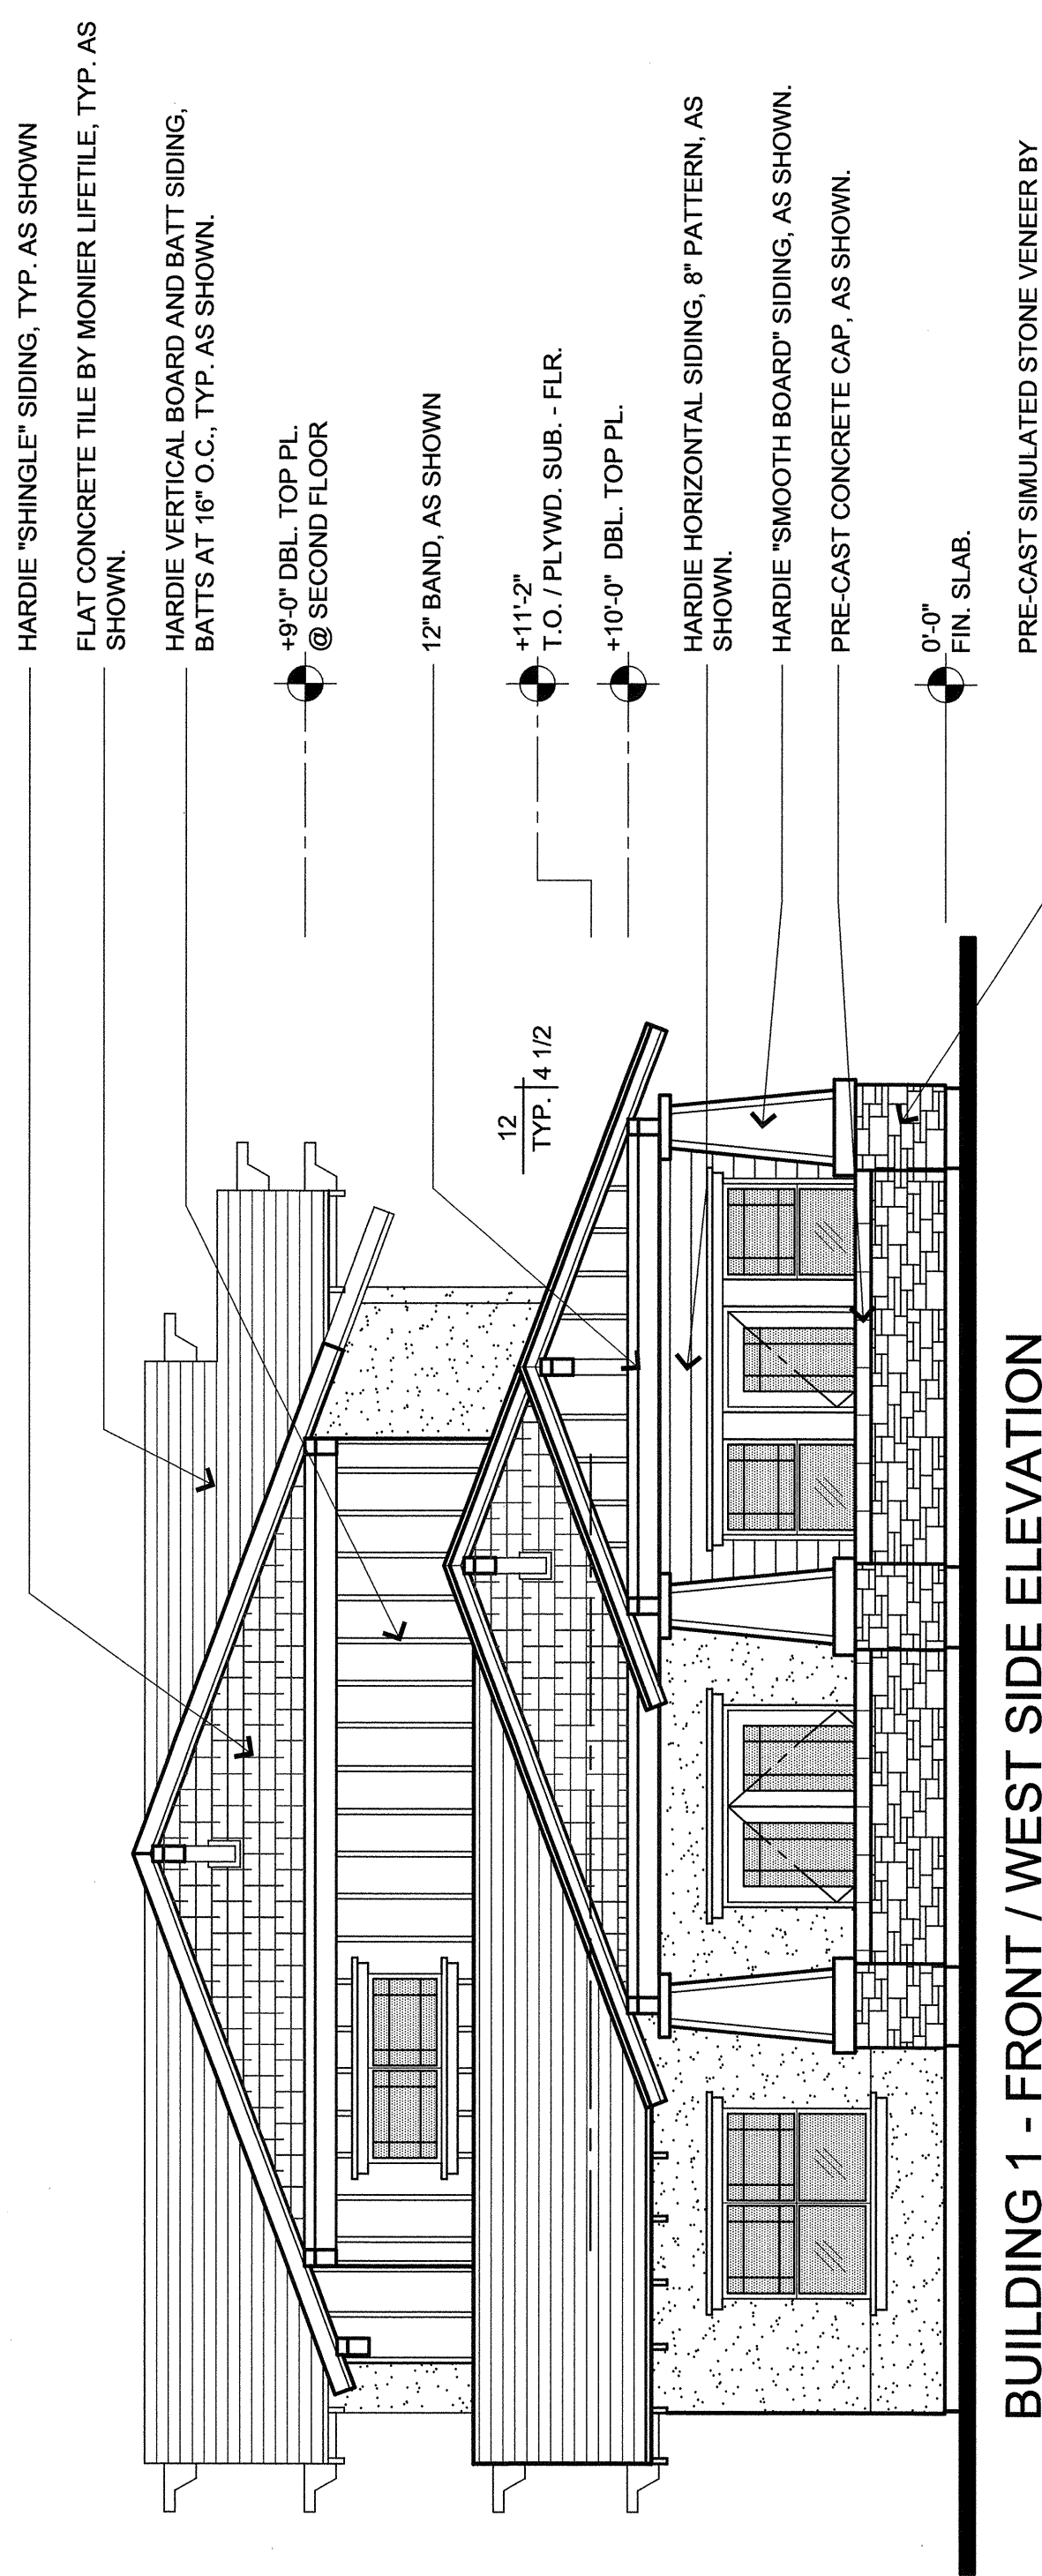 HARDIE "SHINGLE" SIDING, TYP. AS SHOWN
FLAT CONCRETE TILE BY MONIER LIFETILE, TYP. AS
SHOWN.
HARDIE VERTICAL BOARD AND BATT SIDING,
BATTS AT 16" O.C., TYP. AS SHOWN.
+9'-0" DBL. TOP PL.
@ SECOND FLOOR
12" BAND, AS SHOWN
+11'-2"
T.O. / PLYWD. SUB. - FLR.
+10'-0" DBL. TOP PL.
12
TYP. 4 1/2
HARDIE HORIZONTAL SIDING, 8" PATTERN, AS
SHOWN.
HARDIE "SMOOTH BOARD" SIDING, AS SHOWN.
PRE-CAST CONCRETE CAP, AS SHOWN.
0'-0"
FIN. SLAB.
PRE-CAST SIMULATED STONE VENEER BY
BUILDING 1 - FRONT / WEST SIDE ELEVATION